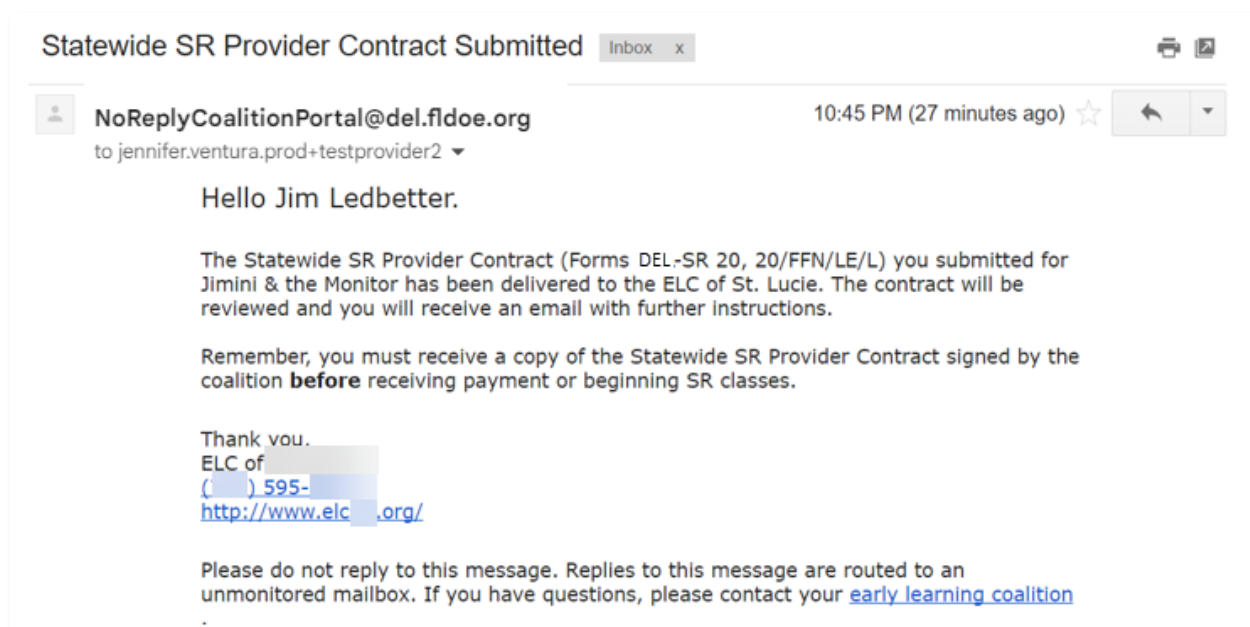 Statewide SR Provider Contract Submitted Inbox x
NoReplyCoalitionPortal@del.fldoe.org 10:45 PM (27 minutes ago)
to jennifer.ventura.prod+testprovider2
Hello Jim Ledbetter.
The Statewide SR Provider Contract (Forms DEL-SR 20, 20/FFN/LE/L) you submitted for
Jimini & the Monitor has been delivered to the ELC of St. Lucie. The contract will be
reviewed and you will receive an email with further instructions.
Remember, you must receive a copy of the Statewide SR Provider Contract signed by the
coalition before receiving payment or beginning SR classes.
Thank you.
ELC of
( ) 595-
http://www.elc .org/
Please do not reply to this message. Replies to this message are routed to an
unmonitored mailbox. If you have questions, please contact your early learning coalition
.